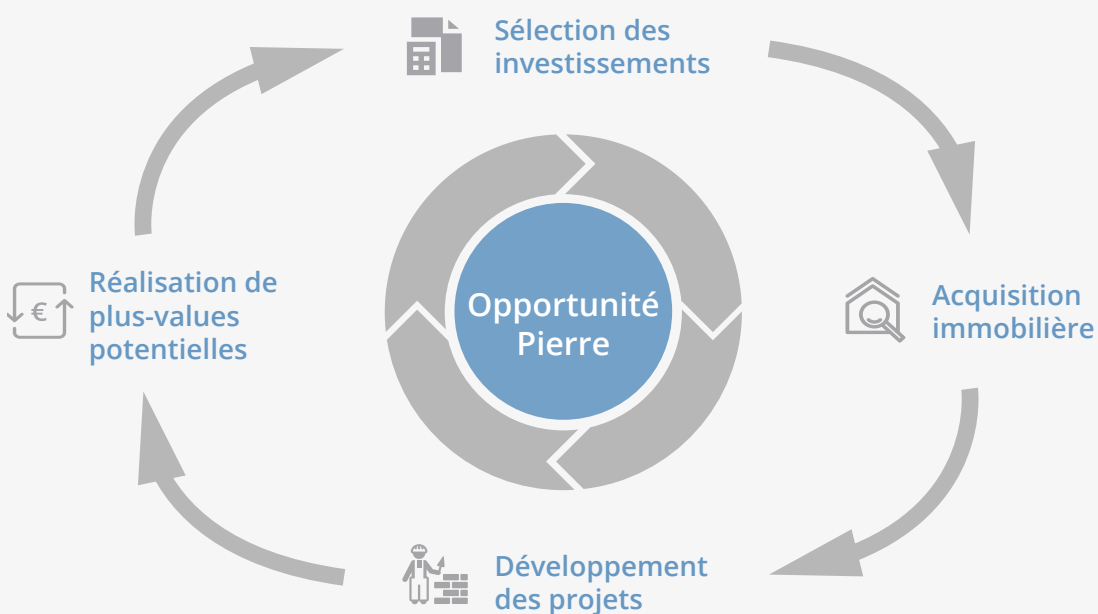 Sélection des
investissements
Opportunité
Pierre
Réalisation de
plus-values
potentielles
€
Acquisition
immobilière
Développement
des projets